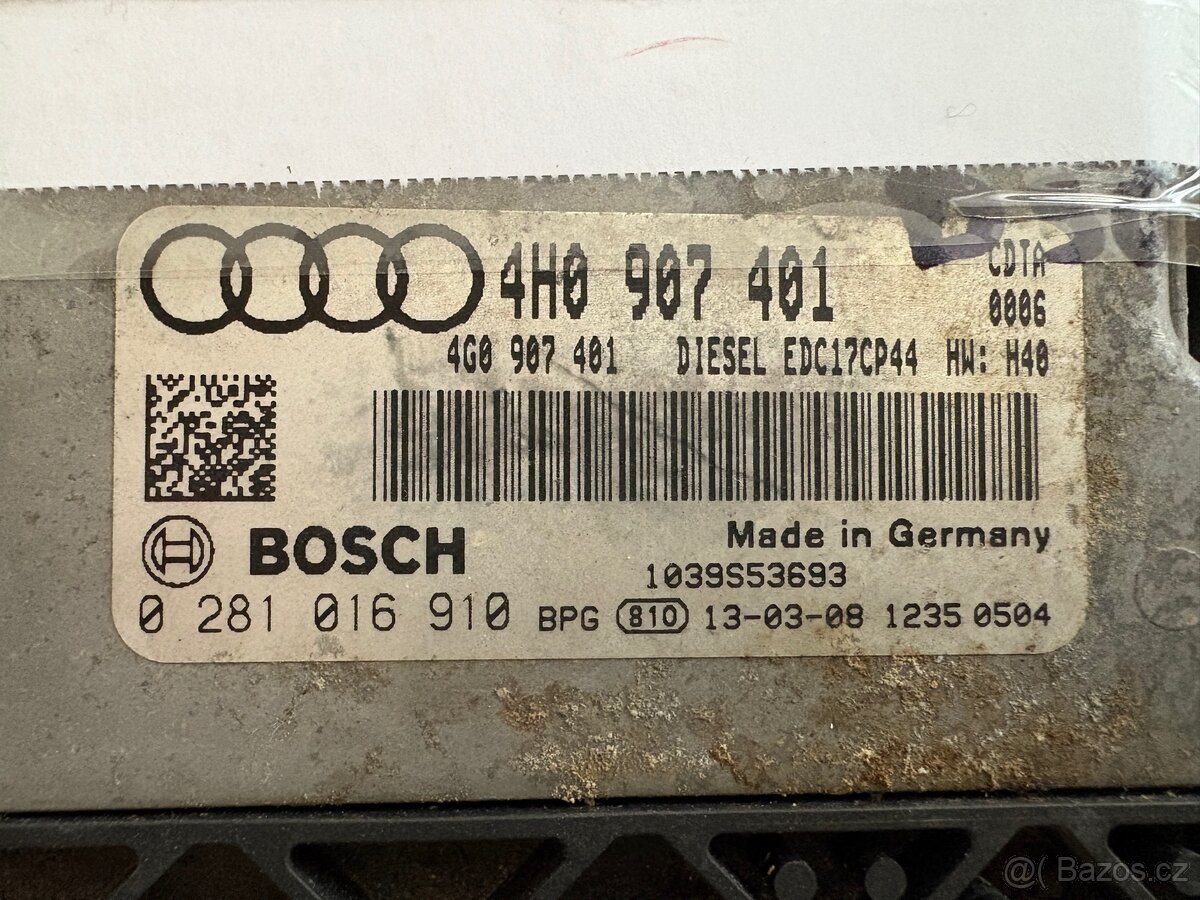 4H0 907 401
CDTA
0006
4G0 907 401 DIESEL EDC17CP44 HW: H40
BOSCH
Made in Germany
1039S53693
0 281 016 910 BPG 810 13-03-08 1235 0504
@( Bazos.cz